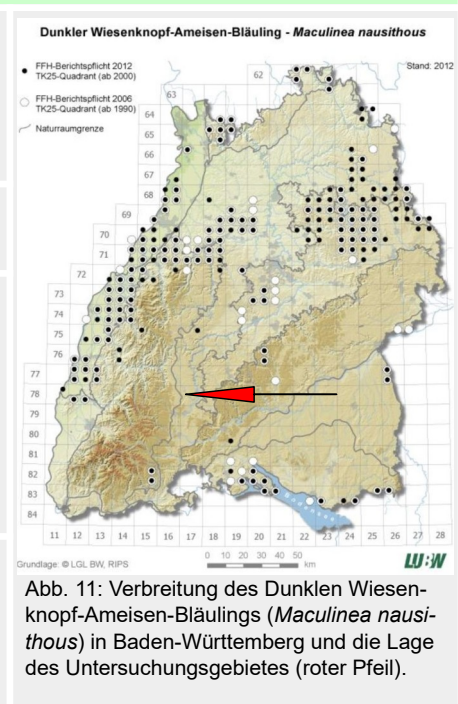 Dunkler Wiesenknopf-Ameisen-Bläuling - Maculinea nausithous
FFH-Berichtspflicht 2012
TK25-Quadrant (ab 2000)
FFH-Berichtspflicht 2006
TK25-Quadrant (ab 1990)
Naturraumgrenze
Stand: 2012
62
63
64
65
66
67
68
69
70
71
72
73
74
75
76
77
78
79
80
81
82
83
84
11 12 13 14 15 16 17 18 19 20 21 22 23 24 25 26 27 28
Grundlage: © LGL BW, RIPS
0 10 20 30 40 50
km
LUBW
Abb. 11: Verbreitung des Dunklen Wiesen-
knopf-Ameisen-Bläulings (Maculinea nausi-
thous) in Baden-Württemberg und die Lage
des Untersuchungsgebietes (roter Pfeil).